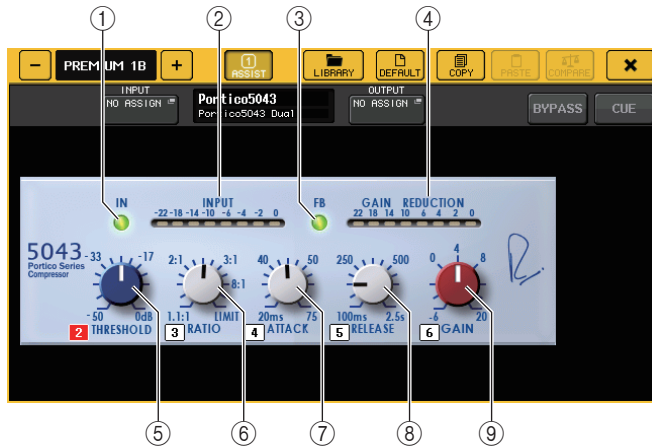 ① ② ③ ④
− PREMIUM 1B + 1 ASSIST LIBRARY DEFAULT COPY PASTE COMPARE ×
INPUT
NO ASSIGN
Portico5043
Portico5043 Dual
OUTPUT
NO ASSIGN
BYPASS CUE
IN INPUT FB GAIN REDUCTION
-22 -18 -14 -10 -6 -4 -2 0 22 18 14 10 6 4 2 0
5043
Portico Series
Compressor
-33 -17 2:1 3:1 40 50 250 500 0 4 8
8:1
-50 0dB 1.1:1 LIMIT 20ms 75 100ms 2.5s -6 20
2 THRESHOLD 3 RATIO 4 ATTACK 5 RELEASE 6 GAIN
⑤ ⑥ ⑦ ⑧ ⑨